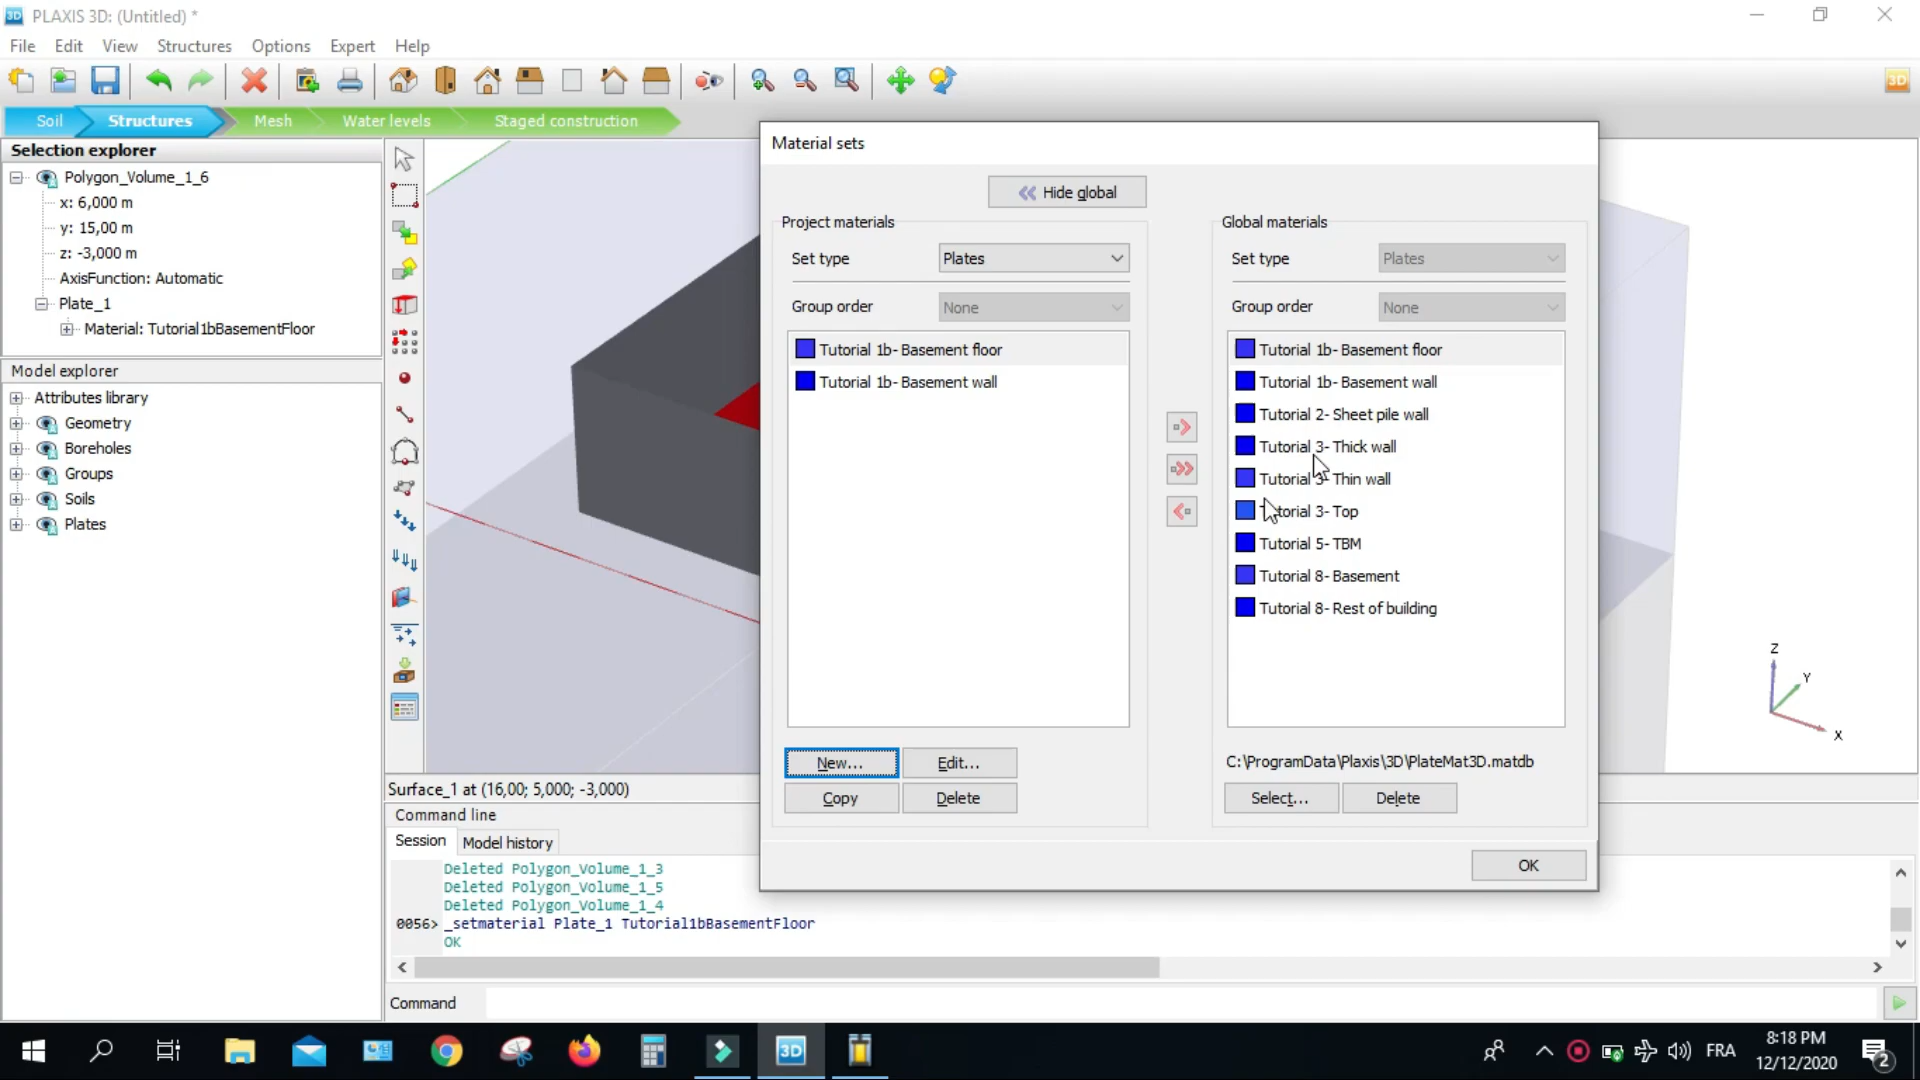 PLAXIS 3D: (Untitled) *
File Edit View Structures Options Expert Help
Soil Structures Mesh Water levels Staged construction
Selection explorer
Polygon_Volume_1_6
x: 6,000 m
y: 15,00 m
z: -3,000 m
AxisFunction: Automatic
Plate_1
Material: Tutorial1bBasementFloor
Model explorer
Attributes library
Geometry
Boreholes
Groups
Soils
Plates
Material sets
Hide global
Project materials
Set type Plates
Group order None
Tutorial 1b- Basement floor
Tutorial 1b- Basement wall
New... Edit...
Copy Delete
Global materials
Set type Plates
Group order None
Tutorial 1b- Basement floor
Tutorial 1b- Basement wall
Tutorial 2- Sheet pile wall
Tutorial 3- Thick wall
Tutorial 3- Thin wall
Tutorial 3- Top
Tutorial 5- TBM
Tutorial 8- Basement
Tutorial 8- Rest of building
C:\ProgramData\Plaxis\3D\PlateMat3D.matdb
Select... Delete
OK
Z
Y
X
Surface_1 at (16,00; 5,000; -3,000)
Command line
Session Model history
Deleted Polygon_Volume_1_3
Deleted Polygon_Volume_1_5
Deleted Polygon_Volume_1_4
0056> _setmaterial Plate_1 Tutorial1bBasementFloor
OK
Command
3D
3D
3D
FRA
8:18 PM
12/12/2020
2